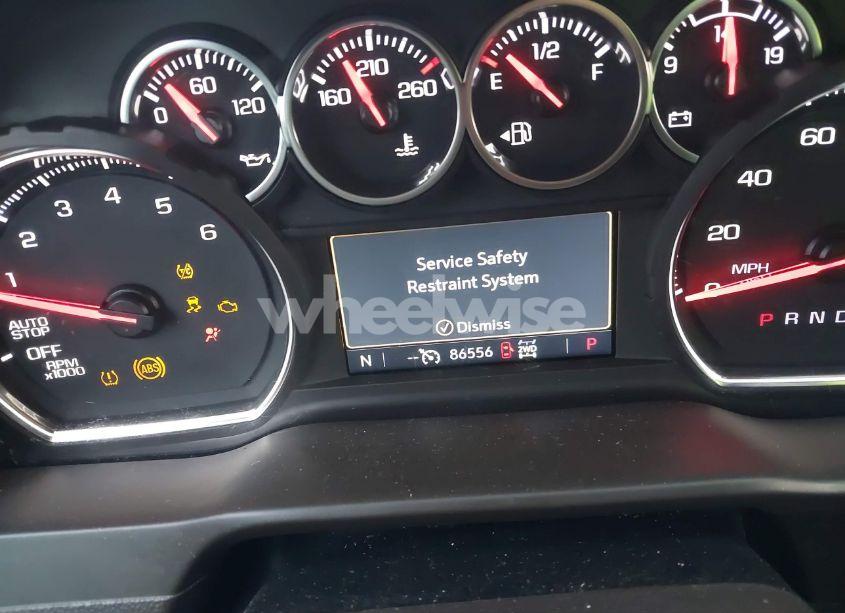 0 60 120
160 210 260
E 1/2 F
9 14 19
1 2 3 4 5 6
AUTO
STOP
OFF
RPM
x1000
ABS
Service Safety
Restraint System
Dismiss
N -- 86556 2WD P
wheelwise
0 20 40 60
MPH
P R N D